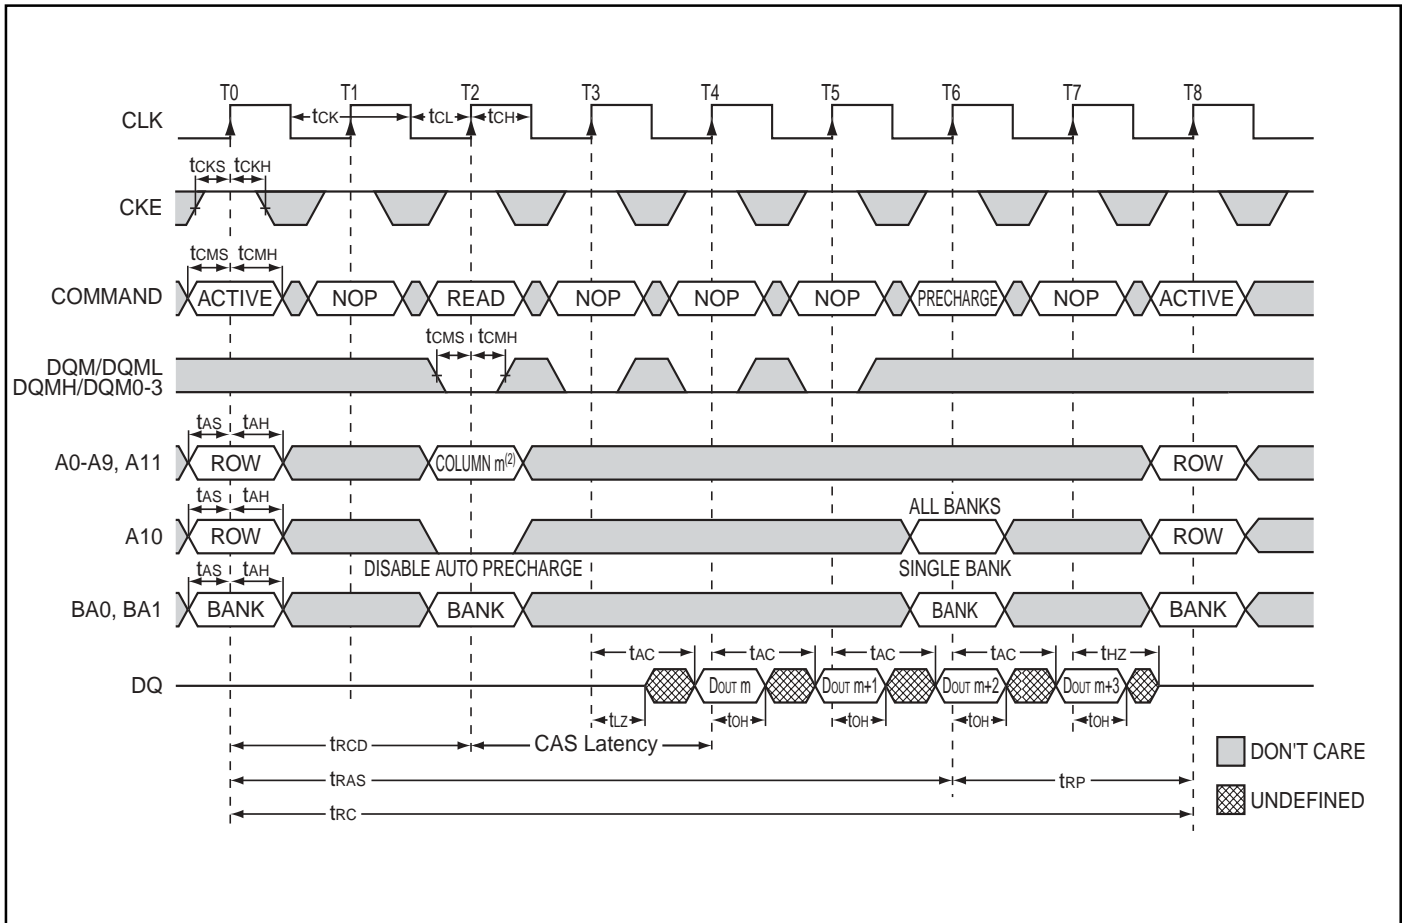 T0 T1 T2 T3 T4 T5 T6 T7 T8
CLK tCK tCL tCH
tCKS tCKH
CKE
tCMS tCMH
COMMAND ACTIVE NOP READ NOP NOP NOP PRECHARGE NOP ACTIVE
tCMS tCMH
DQM/DQML
DQMH/DQM0-3
tAS tAH
A0-A9, A11 ROW COLUMN m(2) ROW
tAS tAH ALL BANKS
A10 ROW ROW
tAS tAH DISABLE AUTO PRECHARGE SINGLE BANK
BA0, BA1 BANK BANK BANK BANK
tAC tAC tAC tAC tHZ
DQ DOUT m DOUT m+1 DOUT m+2 DOUT m+3
tLZ tOH tOH tOH tOH
tRCD CAS Latency
DON'T CARE
tRAS tRP
UNDEFINED
tRC